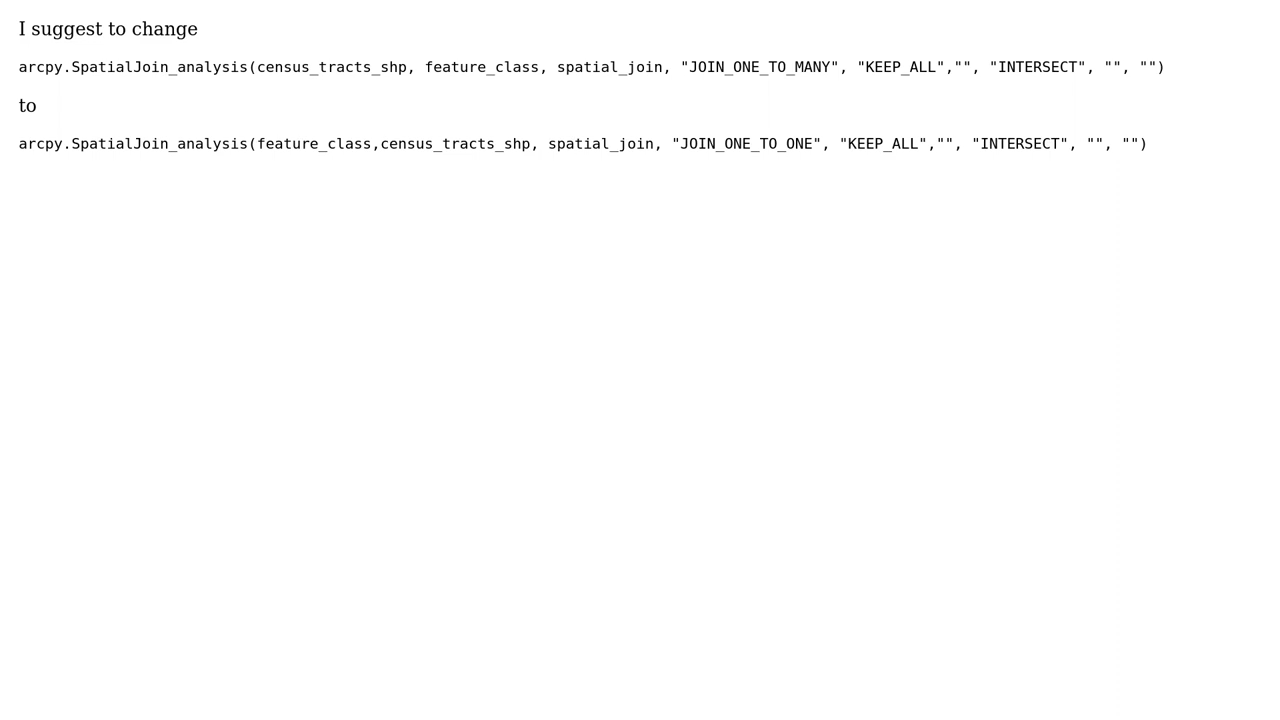 I suggest to change
arcpy.SpatialJoin_analysis(census_tracts_shp, feature_class, spatial_join, "JOIN_ONE_TO_MANY", "KEEP_ALL","", "INTERSECT", "", "")
to
arcpy.SpatialJoin_analysis(feature_class,census_tracts_shp, spatial_join, "JOIN_ONE_TO_ONE", "KEEP_ALL","", "INTERSECT", "", "")